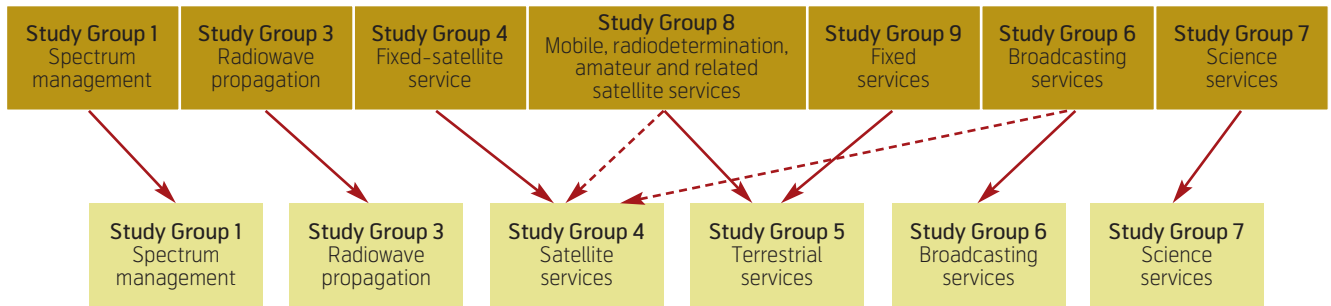 Study Group 1
Spectrum
management
Study Group 3
Radiowave
propagation
Study Group 4
Fixed-satellite
service
Study Group 8
Mobile, radiodetermination,
amateur and related
satellite services
Study Group 9
Fixed
services
Study Group 6
Broadcasting
services
Study Group 7
Science
services
Study Group 1
Spectrum
management
Study Group 3
Radiowave
propagation
Study Group 4
Satellite
services
Study Group 5
Terrestrial
services
Study Group 6
Broadcasting
services
Study Group 7
Science
services